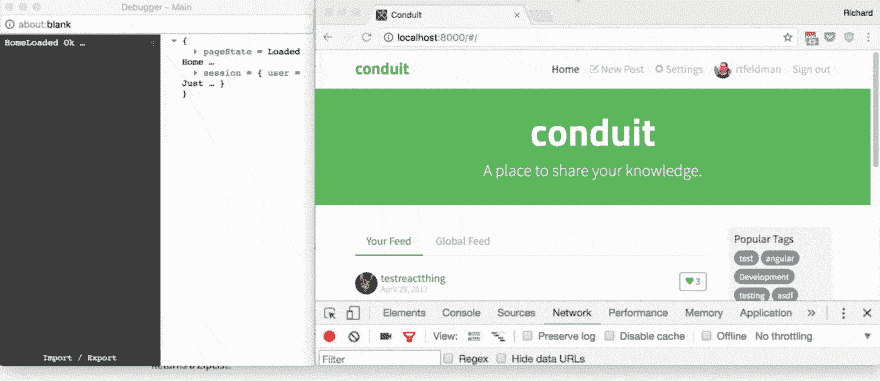 Debugger - Main
about:blank
HomeLoaded Ok …
{
pageState = Loaded
Home …
session = { user =
Just … }
}
Import / Export
Conduit
Richard
localhost:8000/#/
conduit
Home
New Post
Settings
rtfeldman
Sign out
conduit
A place to share your knowledge.
Your Feed
Global Feed
testreactthing
April 29, 2017
3
Popular Tags
test
angular
Development
testing
asdf
Elements
Console
Sources
Network
Performance
Memory
Application
»
View:
Preserve log
Disable cache
Offline
No throttling
Filter
Regex
Hide data URLs